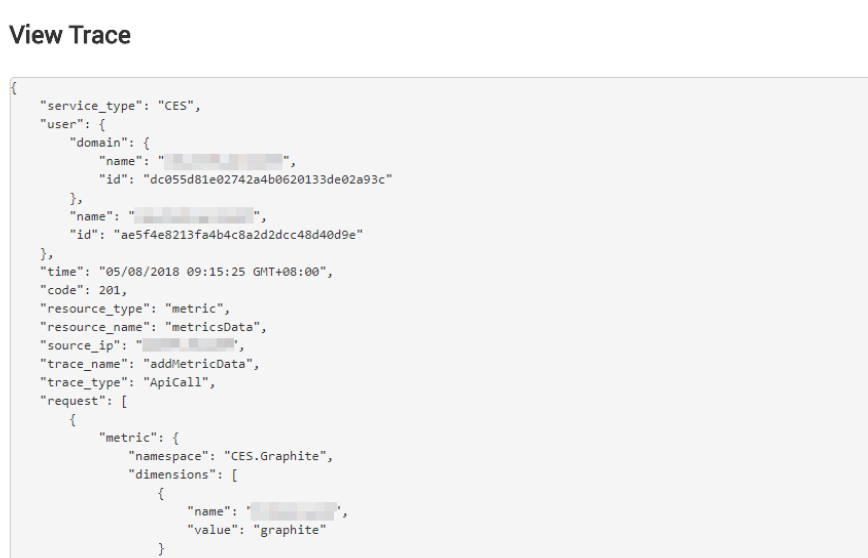 View Trace
{
"service_type": "CES",
"user": {
"domain": {
"name": "",
"id": "dc055d81e02742a4b0620133de02a93c"
},
"name": "",
"id": "ae5f4e8213fa4b4c8a2d2dcc48d40d9e"
},
"time": "05/08/2018 09:15:25 GMT+08:00",
"code": 201,
"resource_type": "metric",
"resource_name": "metricsData",
"source_ip": "",
"trace_name": "addMetricData",
"trace_type": "ApiCall",
"request": [
{
"metric": {
"namespace": "CES.Graphite",
"dimensions": [
{
"name": "",
"value": "graphite"
}